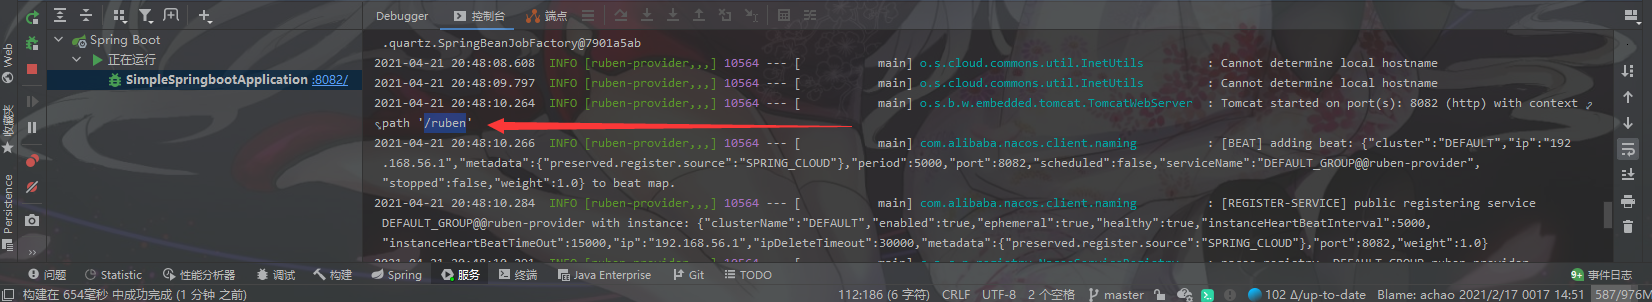 Debugger 控制台 端点
Web
收藏夹
Persistence
Spring Boot
正在运行
SimpleSpringbootApplication :8082/
.quartz.SpringBeanJobFactory@7901a5ab
2021-04-21 20:48:08.608 INFO [ruben-provider,,,] 10564 --- [ main] o.s.cloud.commons.util.InetUtils : Cannot determine local hostname
2021-04-21 20:48:09.797 INFO [ruben-provider,,,] 10564 --- [ main] o.s.cloud.commons.util.InetUtils : Cannot determine local hostname
2021-04-21 20:48:10.264 INFO [ruben-provider,,,] 10564 --- [ main] o.s.b.w.embedded.tomcat.TomcatWebServer : Tomcat started on port(s): 8082 (http) with context
path '/ruben'
2021-04-21 20:48:10.266 INFO [ruben-provider,,,] 10564 --- [ main] com.alibaba.nacos.client.naming : [BEAT] adding beat: {"cluster":"DEFAULT","ip":"192
.168.56.1","metadata":{"preserved.register.source":"SPRING_CLOUD"},"period":5000,"port":8082,"scheduled":false,"serviceName":"DEFAULT_GROUP@@ruben-provider",
"stopped":false,"weight":1.0} to beat map.
2021-04-21 20:48:10.284 INFO [ruben-provider,,,] 10564 --- [ main] com.alibaba.nacos.client.naming : [REGISTER-SERVICE] public registering service
DEFAULT_GROUP@@ruben-provider with instance: {"clusterName":"DEFAULT","enabled":true,"ephemeral":true,"healthy":true,"instanceHeartBeatInterval":5000,
"instanceHeartBeatTimeOut":15000,"ip":"192.168.56.1","ipDeleteTimeout":30000,"metadata":{"preserved.register.source":"SPRING_CLOUD"},"port":8082,"weight":1.0}
问题 Statistic 性能分析器 调试 构建 Spring 服务 终端 Java Enterprise Git TODO 9+ 事件日志
构建在 654毫秒 中成功完成 (1 分钟 之前) 112:186 (6 字符) CRLF UTF-8 2 个空格 master 102 Δ/up-to-date Blame: achao 2021/2/17 0017 14:51 587/976